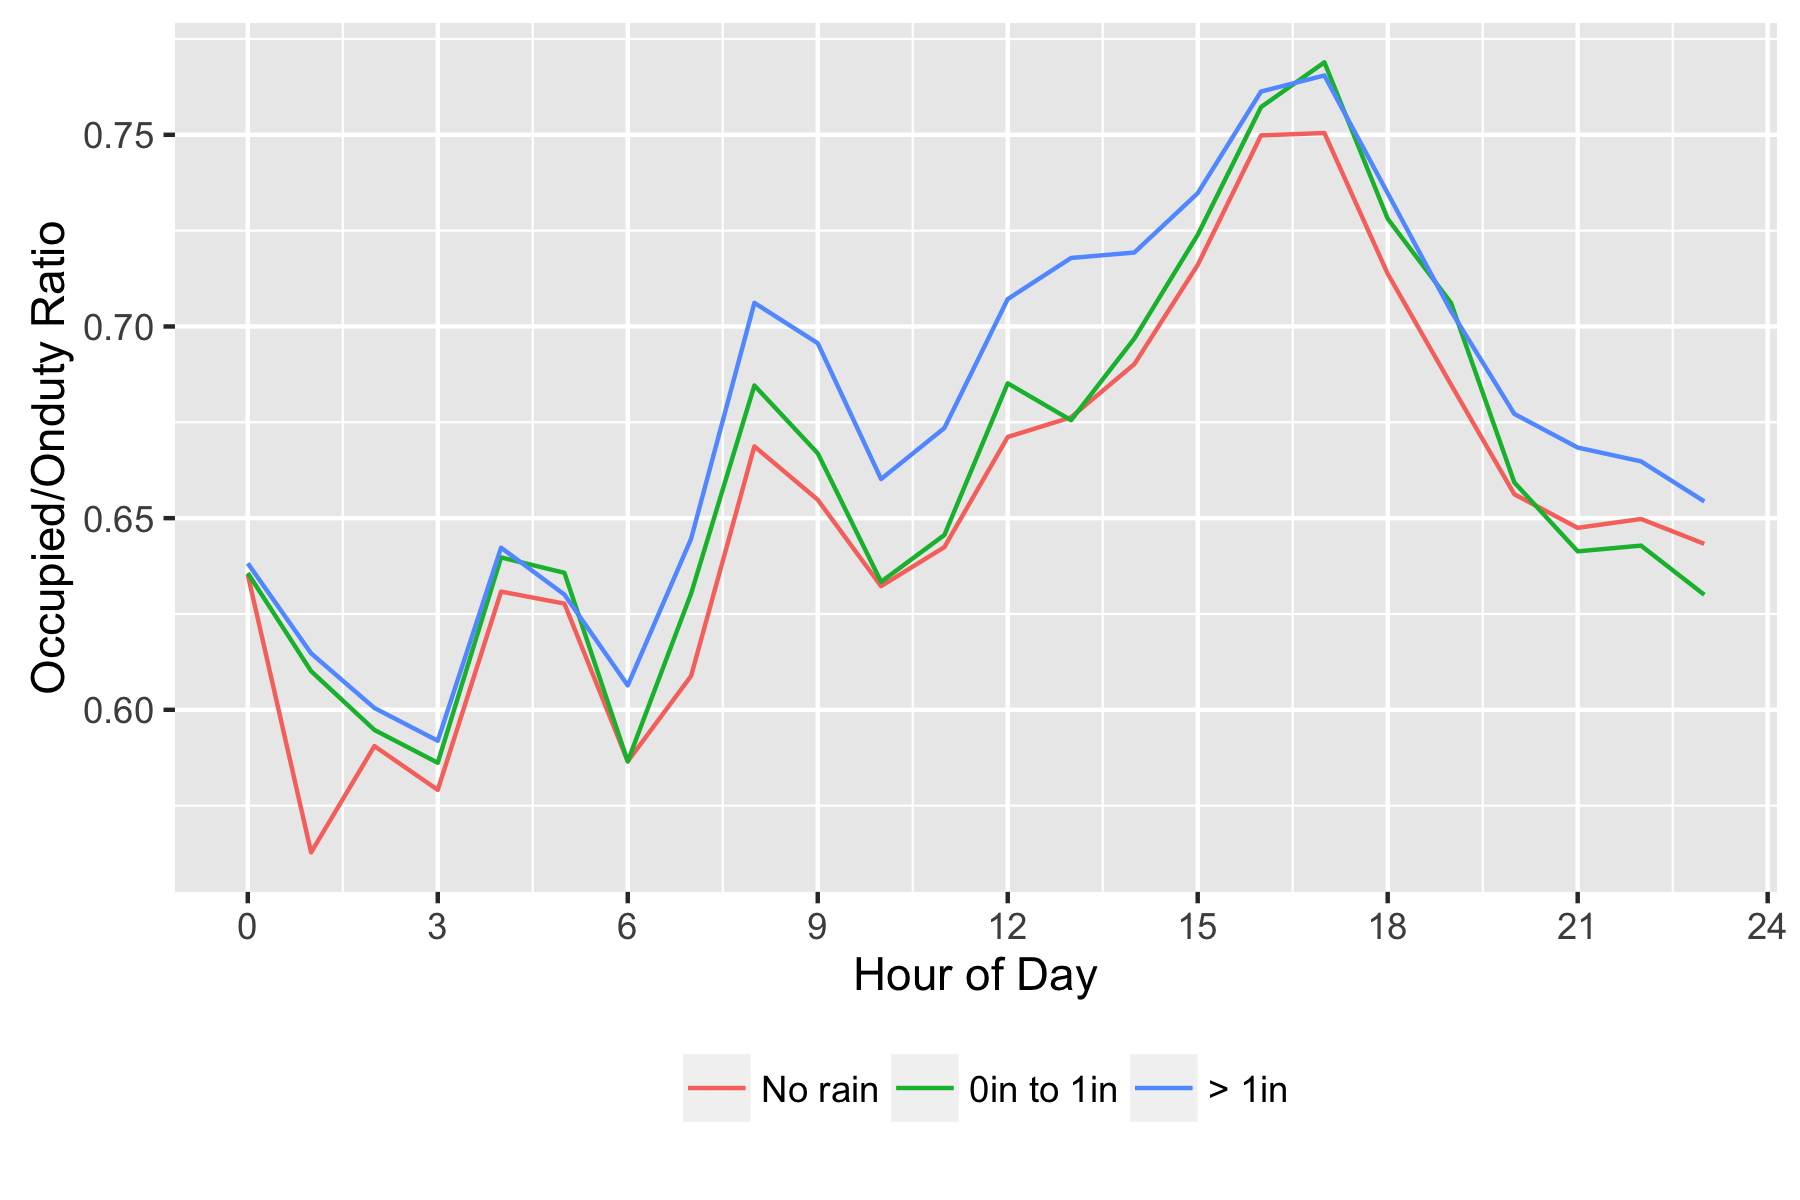 Occupied/Onduty Ratio
0.75
0.70
0.65
0.60
0 3 6 9 12 15 18 21 24
Hour of Day
No rain 0in to 1in > 1in